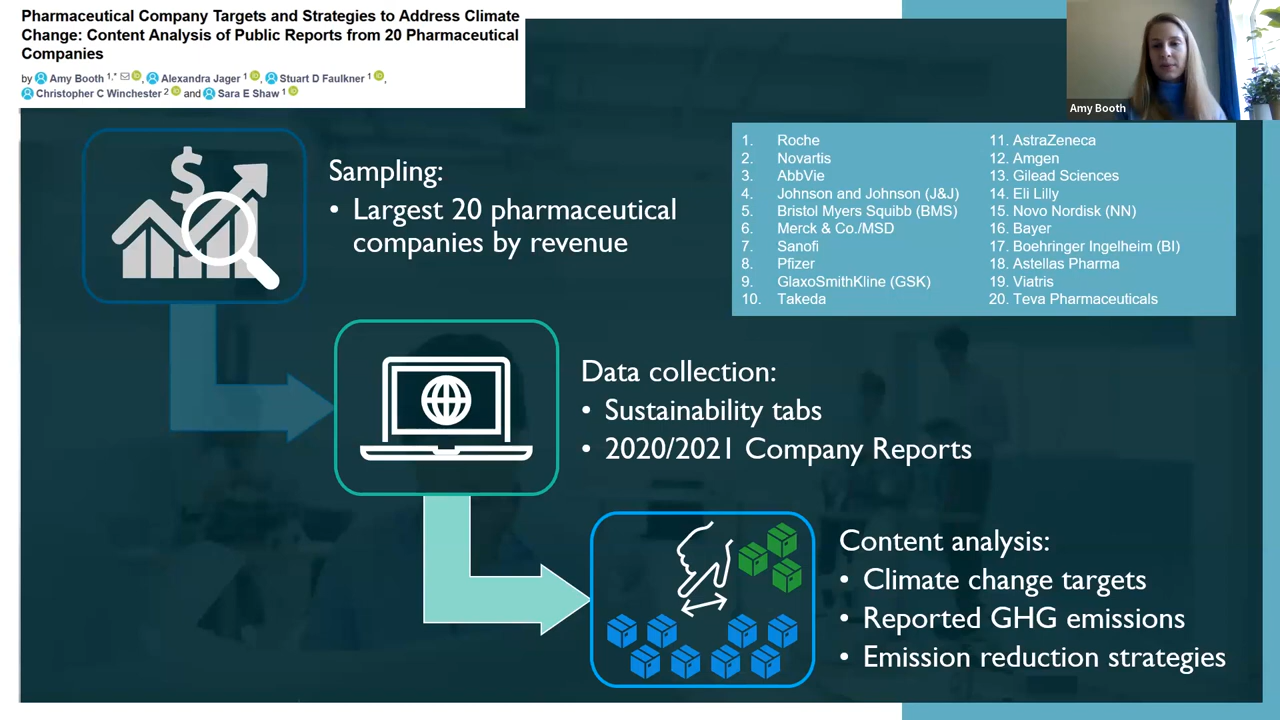 Pharmaceutical Company Targets and Strategies to Address Climate
Change: Content Analysis of Public Reports from 20 Pharmaceutical
Companies
by Amy Booth 1,* , Alexandra Jager 1 , Stuart D Faulkner 1 ,
Christopher C Winchester 2 and Sara E Shaw 1
Amy Booth
Sampling:
• Largest 20 pharmaceutical
companies by revenue
1. Roche
2. Novartis
3. AbbVie
4. Johnson and Johnson (J&J)
5. Bristol Myers Squibb (BMS)
6. Merck & Co./MSD
7. Sanofi
8. Pfizer
9. GlaxoSmithKline (GSK)
10. Takeda
11. AstraZeneca
12. Amgen
13. Gilead Sciences
14. Eli Lilly
15. Novo Nordisk (NN)
16. Bayer
17. Boehringer Ingelheim (BI)
18. Astellas Pharma
19. Viatris
20. Teva Pharmaceuticals
$
Data collection:
• Sustainability tabs
• 2020/2021 Company Reports
Content analysis:
• Climate change targets
• Reported GHG emissions
• Emission reduction strategies